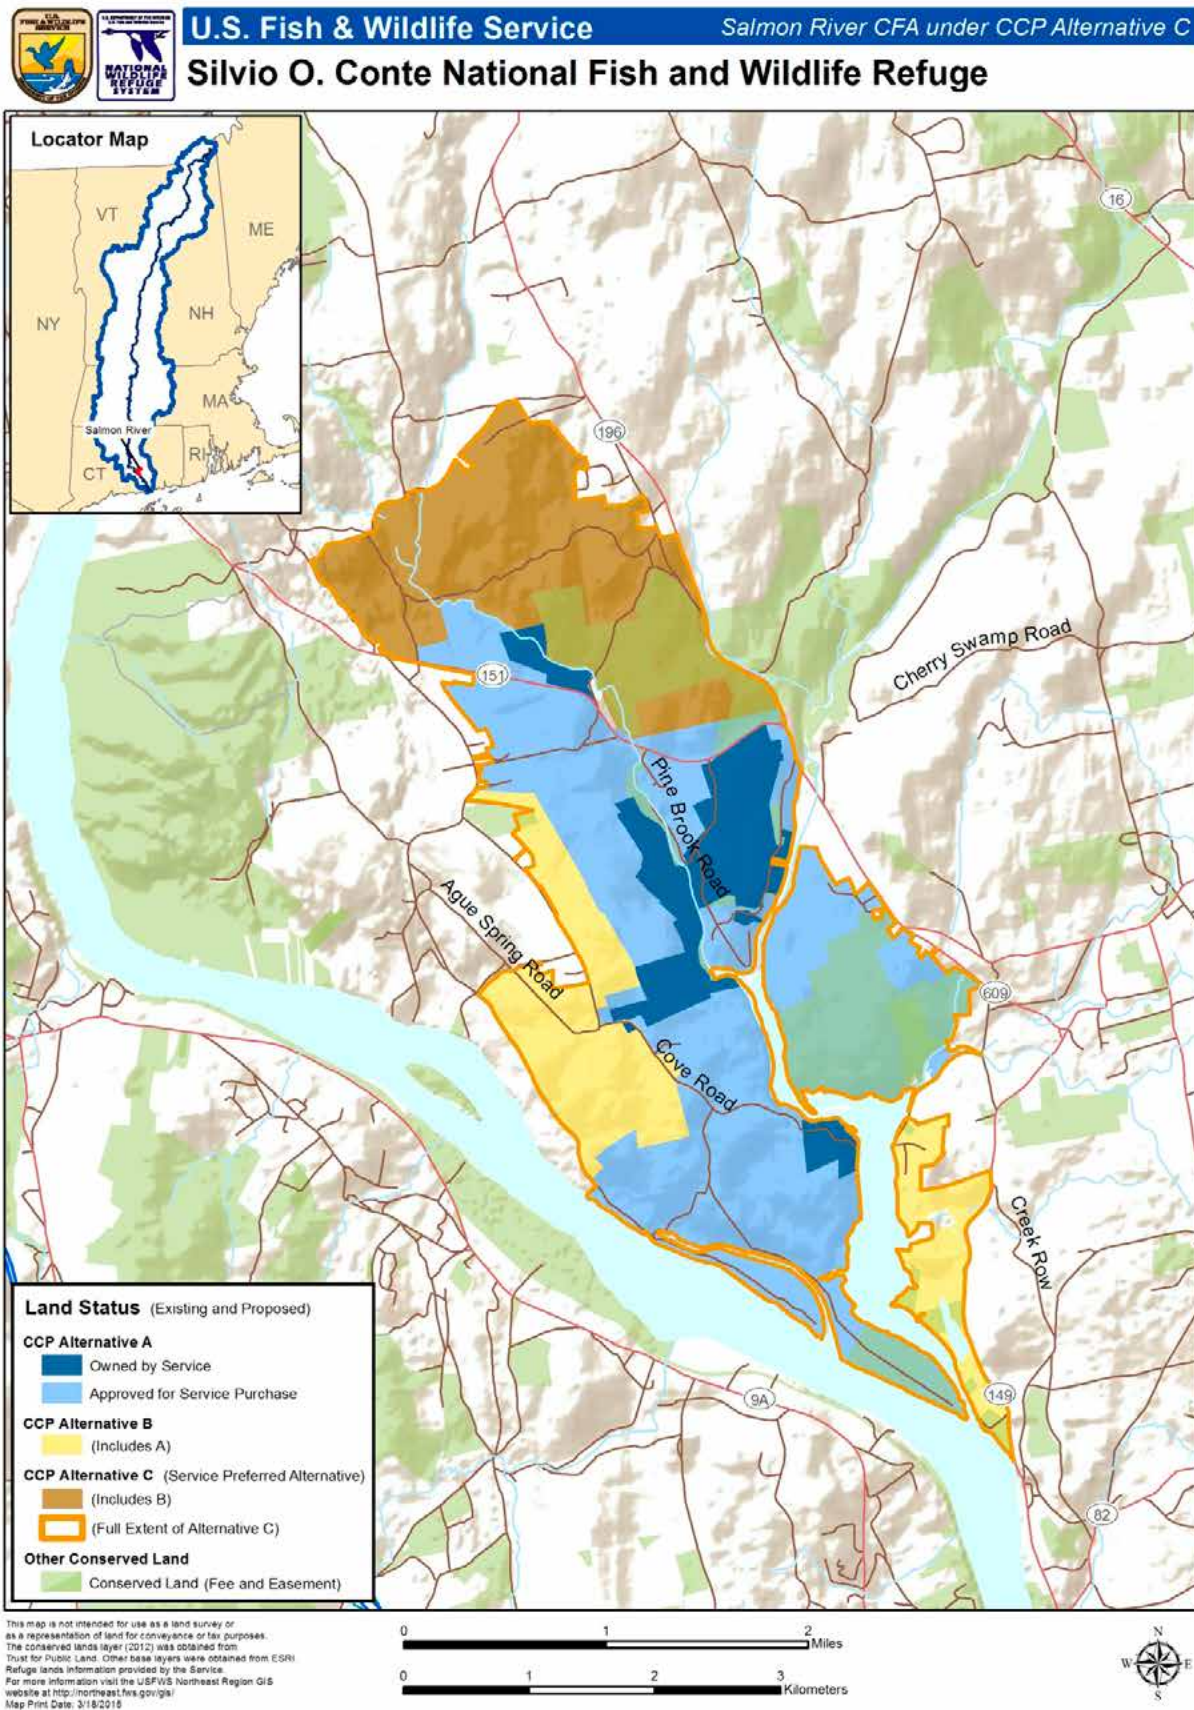 U.S. FISH & WILDLIFE SERVICE
NATIONAL
WILDLIFE
REFUGE
SYSTEM
U.S. Fish & Wildlife Service
Salmon River CFA under CCP Alternative C
Silvio O. Conte National Fish and Wildlife Refuge
Locator Map
VT
ME
NY
NH
MA
Salmon River
CT
RI
16
196
Cherry Swamp Road
151
Pine Brook Road
Ague Spring Road
609
Cove Road
Creek Row
149
9A
82
Land Status (Existing and Proposed)
CCP Alternative A
Owned by Service
Approved for Service Purchase
CCP Alternative B
(Includes A)
CCP Alternative C (Service Preferred Alternative)
(Includes B)
(Full Extent of Alternative C)
Other Conserved Land
Conserved Land (Fee and Easement)
This map is not intended for use as a land survey or
as a representation of land for conveyance or tax purposes.
The conserved lands layer (2012) was obtained from
Trust for Public Land. Other base layers were obtained from ESRI
Refuge lands information provided by the Service.
For more information visit the USFWS Northeast Region GIS
website at http://northeast.fws.gov/gis/
Map Print Date: 3/18/2015
0 1 2
Miles
0 1 2 3
Kilometers
N
W E
S